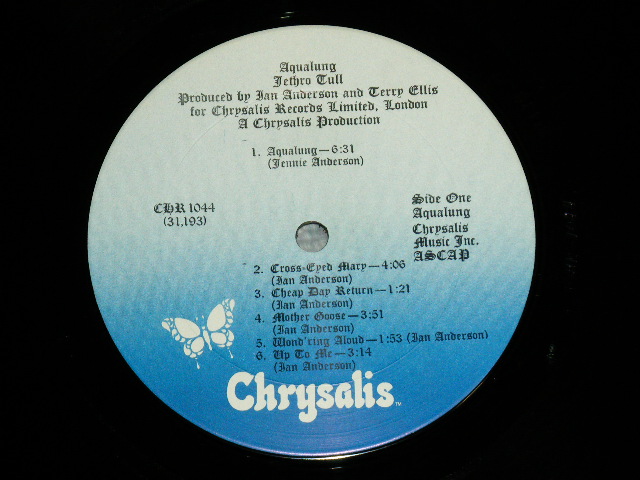 Aqualung
Jethro Tull
Produced by Ian Anderson and Terry Ellis
for Chrysalis Records Limited, London
A Chrysalis Production
1. Aqualung—6:31
(Jennie Anderson)
CHR 1044
(31,193)
Side One
Aqualung
Chrysalis
Music Inc.
ASCAP
2. Cross-Eyed Mary—4:06
(Ian Anderson)
3. Cheap Day Return—1:21
(Ian Anderson)
4. Mother Goose—3:51
(Ian Anderson)
5. Wond'ring Aloud—1:53 (Ian Anderson)
6. Up To Me—3:14
(Ian Anderson)
Chrysalis TM